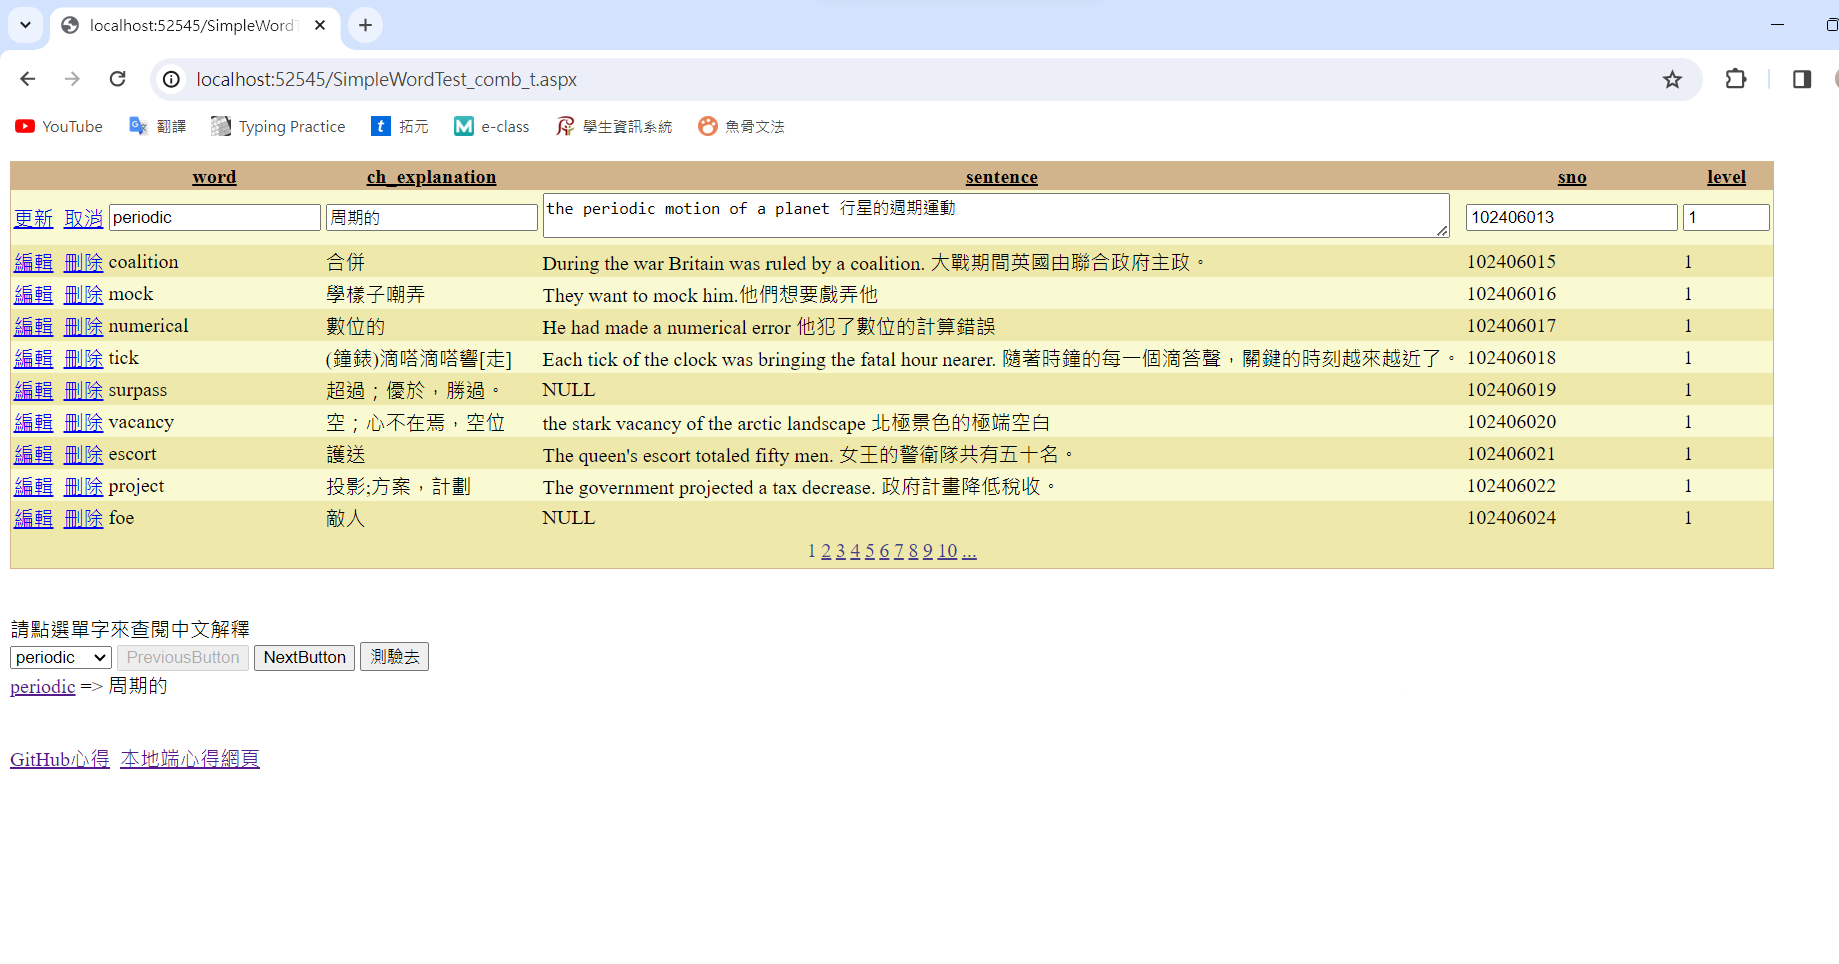 localhost:52545/SimpleWordT
localhost:52545/SimpleWordTest_comb_t.aspx
YouTube 翻譯 Typing Practice 拓元 e-class 學生資訊系統 魚骨文法
word ch_explanation sentence sno level
更新 取消 periodic 周期的 the periodic motion of a planet 行星的週期運動 102406013 1
編輯 刪除 coalition 合併 During the war Britain was ruled by a coalition. 大戰期間英國由聯合政府主政。 102406015 1
編輯 刪除 mock 學樣子嘲弄 They want to mock him.他們想要戲弄他 102406016 1
編輯 刪除 numerical 數位的 He had made a numerical error 他犯了數位的計算錯誤 102406017 1
編輯 刪除 tick (鐘錶)滴嗒滴嗒響[走] Each tick of the clock was bringing the fatal hour nearer. 隨著時鐘的每一個滴答聲，關鍵的時刻越來越近了。 102406018 1
編輯 刪除 surpass 超過；優於，勝過。 NULL 102406019 1
編輯 刪除 vacancy 空；心不在焉，空位 the stark vacancy of the arctic landscape 北極景色的極端空白 102406020 1
編輯 刪除 escort 護送 The queen's escort totaled fifty men. 女王的警衛隊共有五十名。 102406021 1
編輯 刪除 project 投影;方案，計劃 The government projected a tax decrease. 政府計畫降低稅收。 102406022 1
編輯 刪除 foe 敵人 NULL 102406024 1
1 2 3 4 5 6 7 8 9 10 ...
請點選單字來查閱中文解釋
periodic PreviousButton NextButton 測驗去
periodic => 周期的
GitHub心得 本地端心得網頁